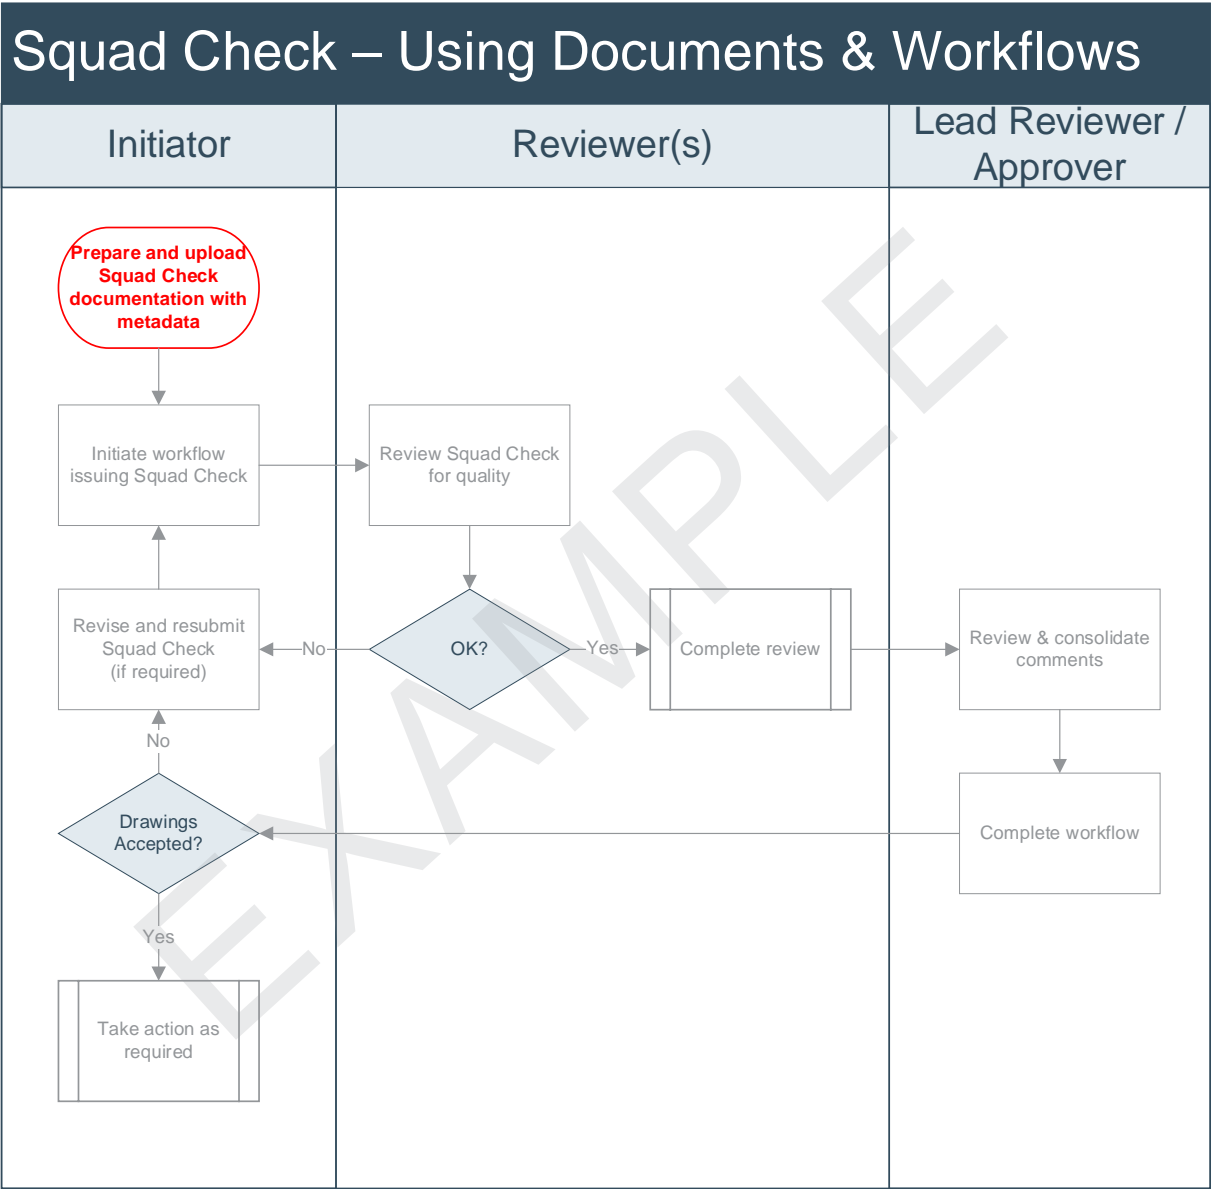 Squad Check – Using Documents & Workflows
Initiator
Reviewer(s)
Lead Reviewer /
Approver
Prepare and upload
Squad Check
documentation with
metadata
Initiate workflow
issuing Squad Check
Review Squad Check
for quality
Revise and resubmit
Squad Check
(if required)
No
OK?
Yes
Complete review
Review & consolidate
comments
No
Drawings
Accepted?
Complete workflow
Yes
Take action as
required
EXAMPLE